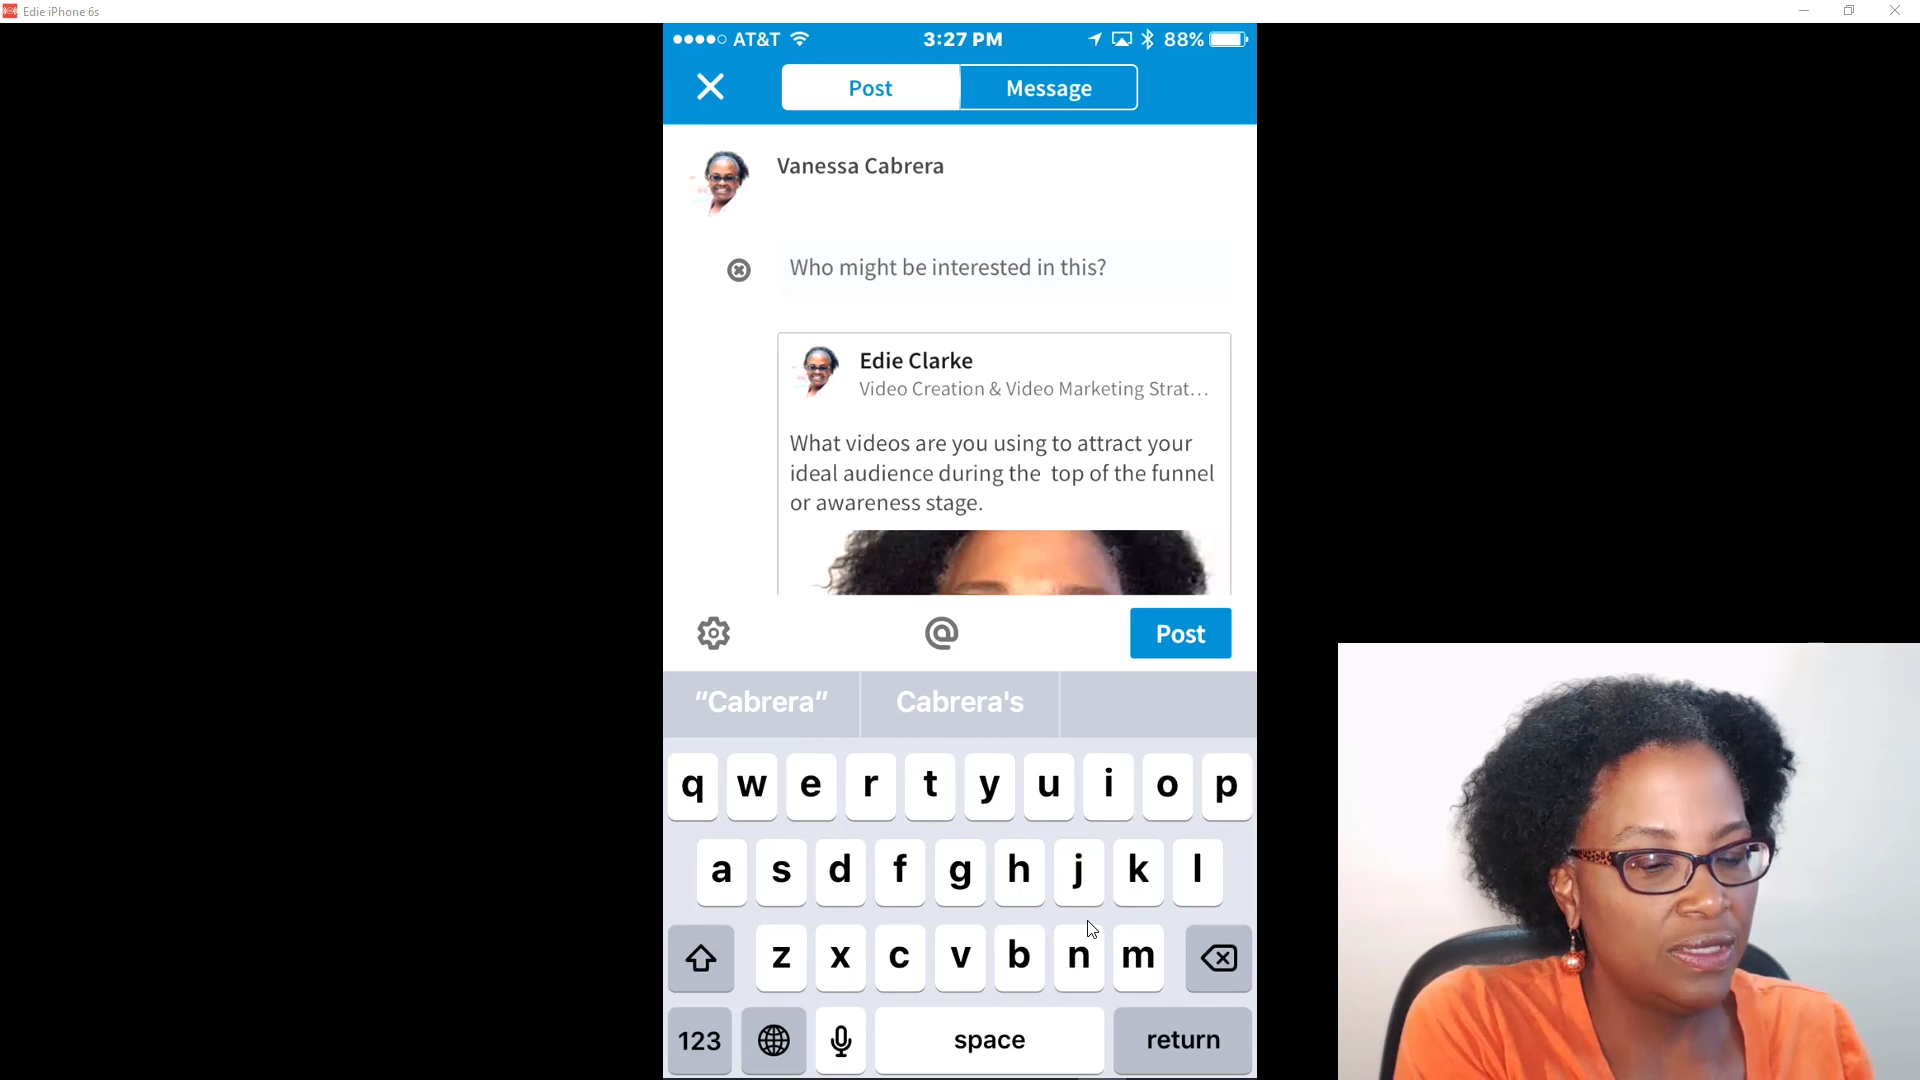 Edie iPhone 6s
AT&T 3:27 PM 88%
Post Message
Vanessa Cabrera
Who might be interested in this?
Edie Clarke
Video Creation & Video Marketing Strat...
What videos are you using to attract your
ideal audience during the top of the funnel
or awareness stage.
@ Post
"Cabrera" Cabrera's
q w e r t y u i o p
a s d f g h j k l
z x c v b n m
123 space return